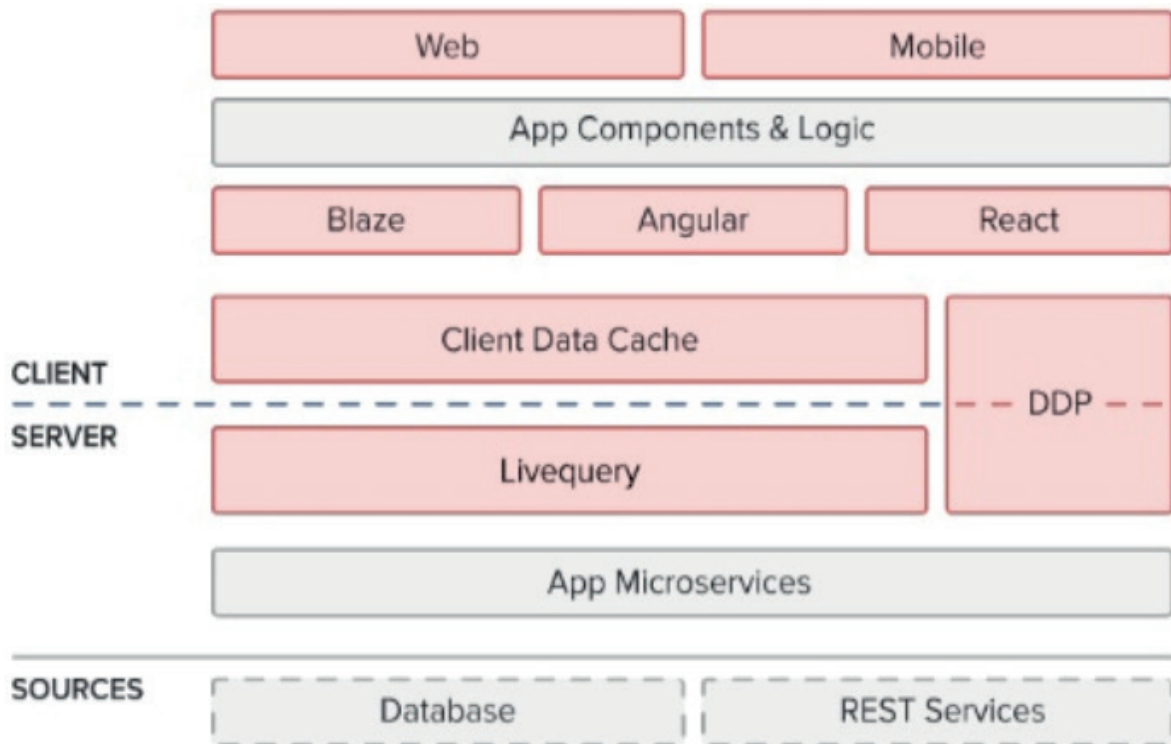 Web
Mobile
App Components & Logic
Blaze
Angular
React
Client Data Cache
CLIENT
DDP
SERVER
Livequery
App Microservices
SOURCES
Database
REST Services